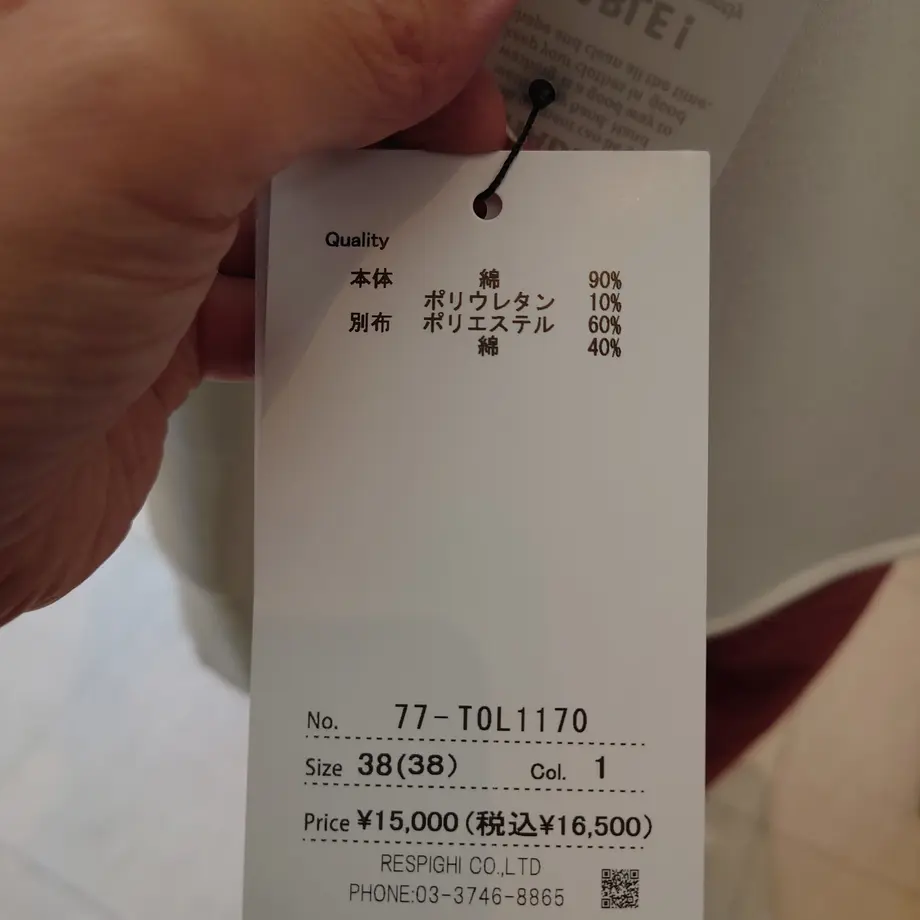 Quality
本体 綿 90%
ポリウレタン 10%
別布 ポリエステル 60%
綿 40%
No. 77-TOL1170
Size 38(38) Col. 1
Price ¥15,000(税込¥16,500)
RESPIGHI CO.,LTD
PHONE:03-3746-8865